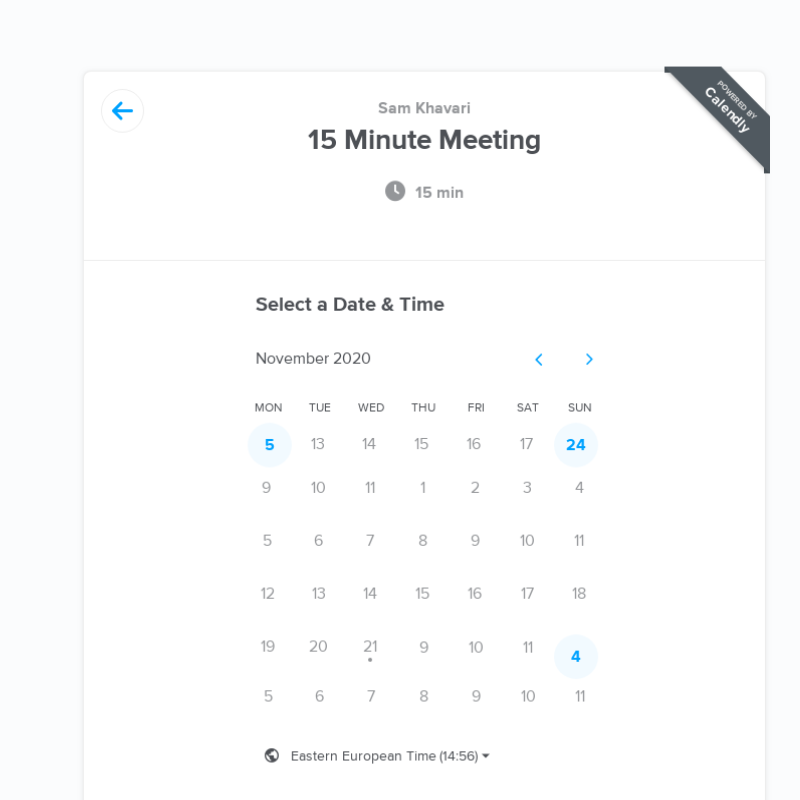 POWERED BY
Calendly
Sam Khavari
15 Minute Meeting
15 min
Select a Date & Time
November 2020
MON TUE WED THU FRI SAT SUN
5 13 14 15 16 17 24
9 10 11 1 2 3 4
5 6 7 8 9 10 11
12 13 14 15 16 17 18
19 20 21 9 10 11 4
5 6 7 8 9 10 11
Eastern European Time (14:56)